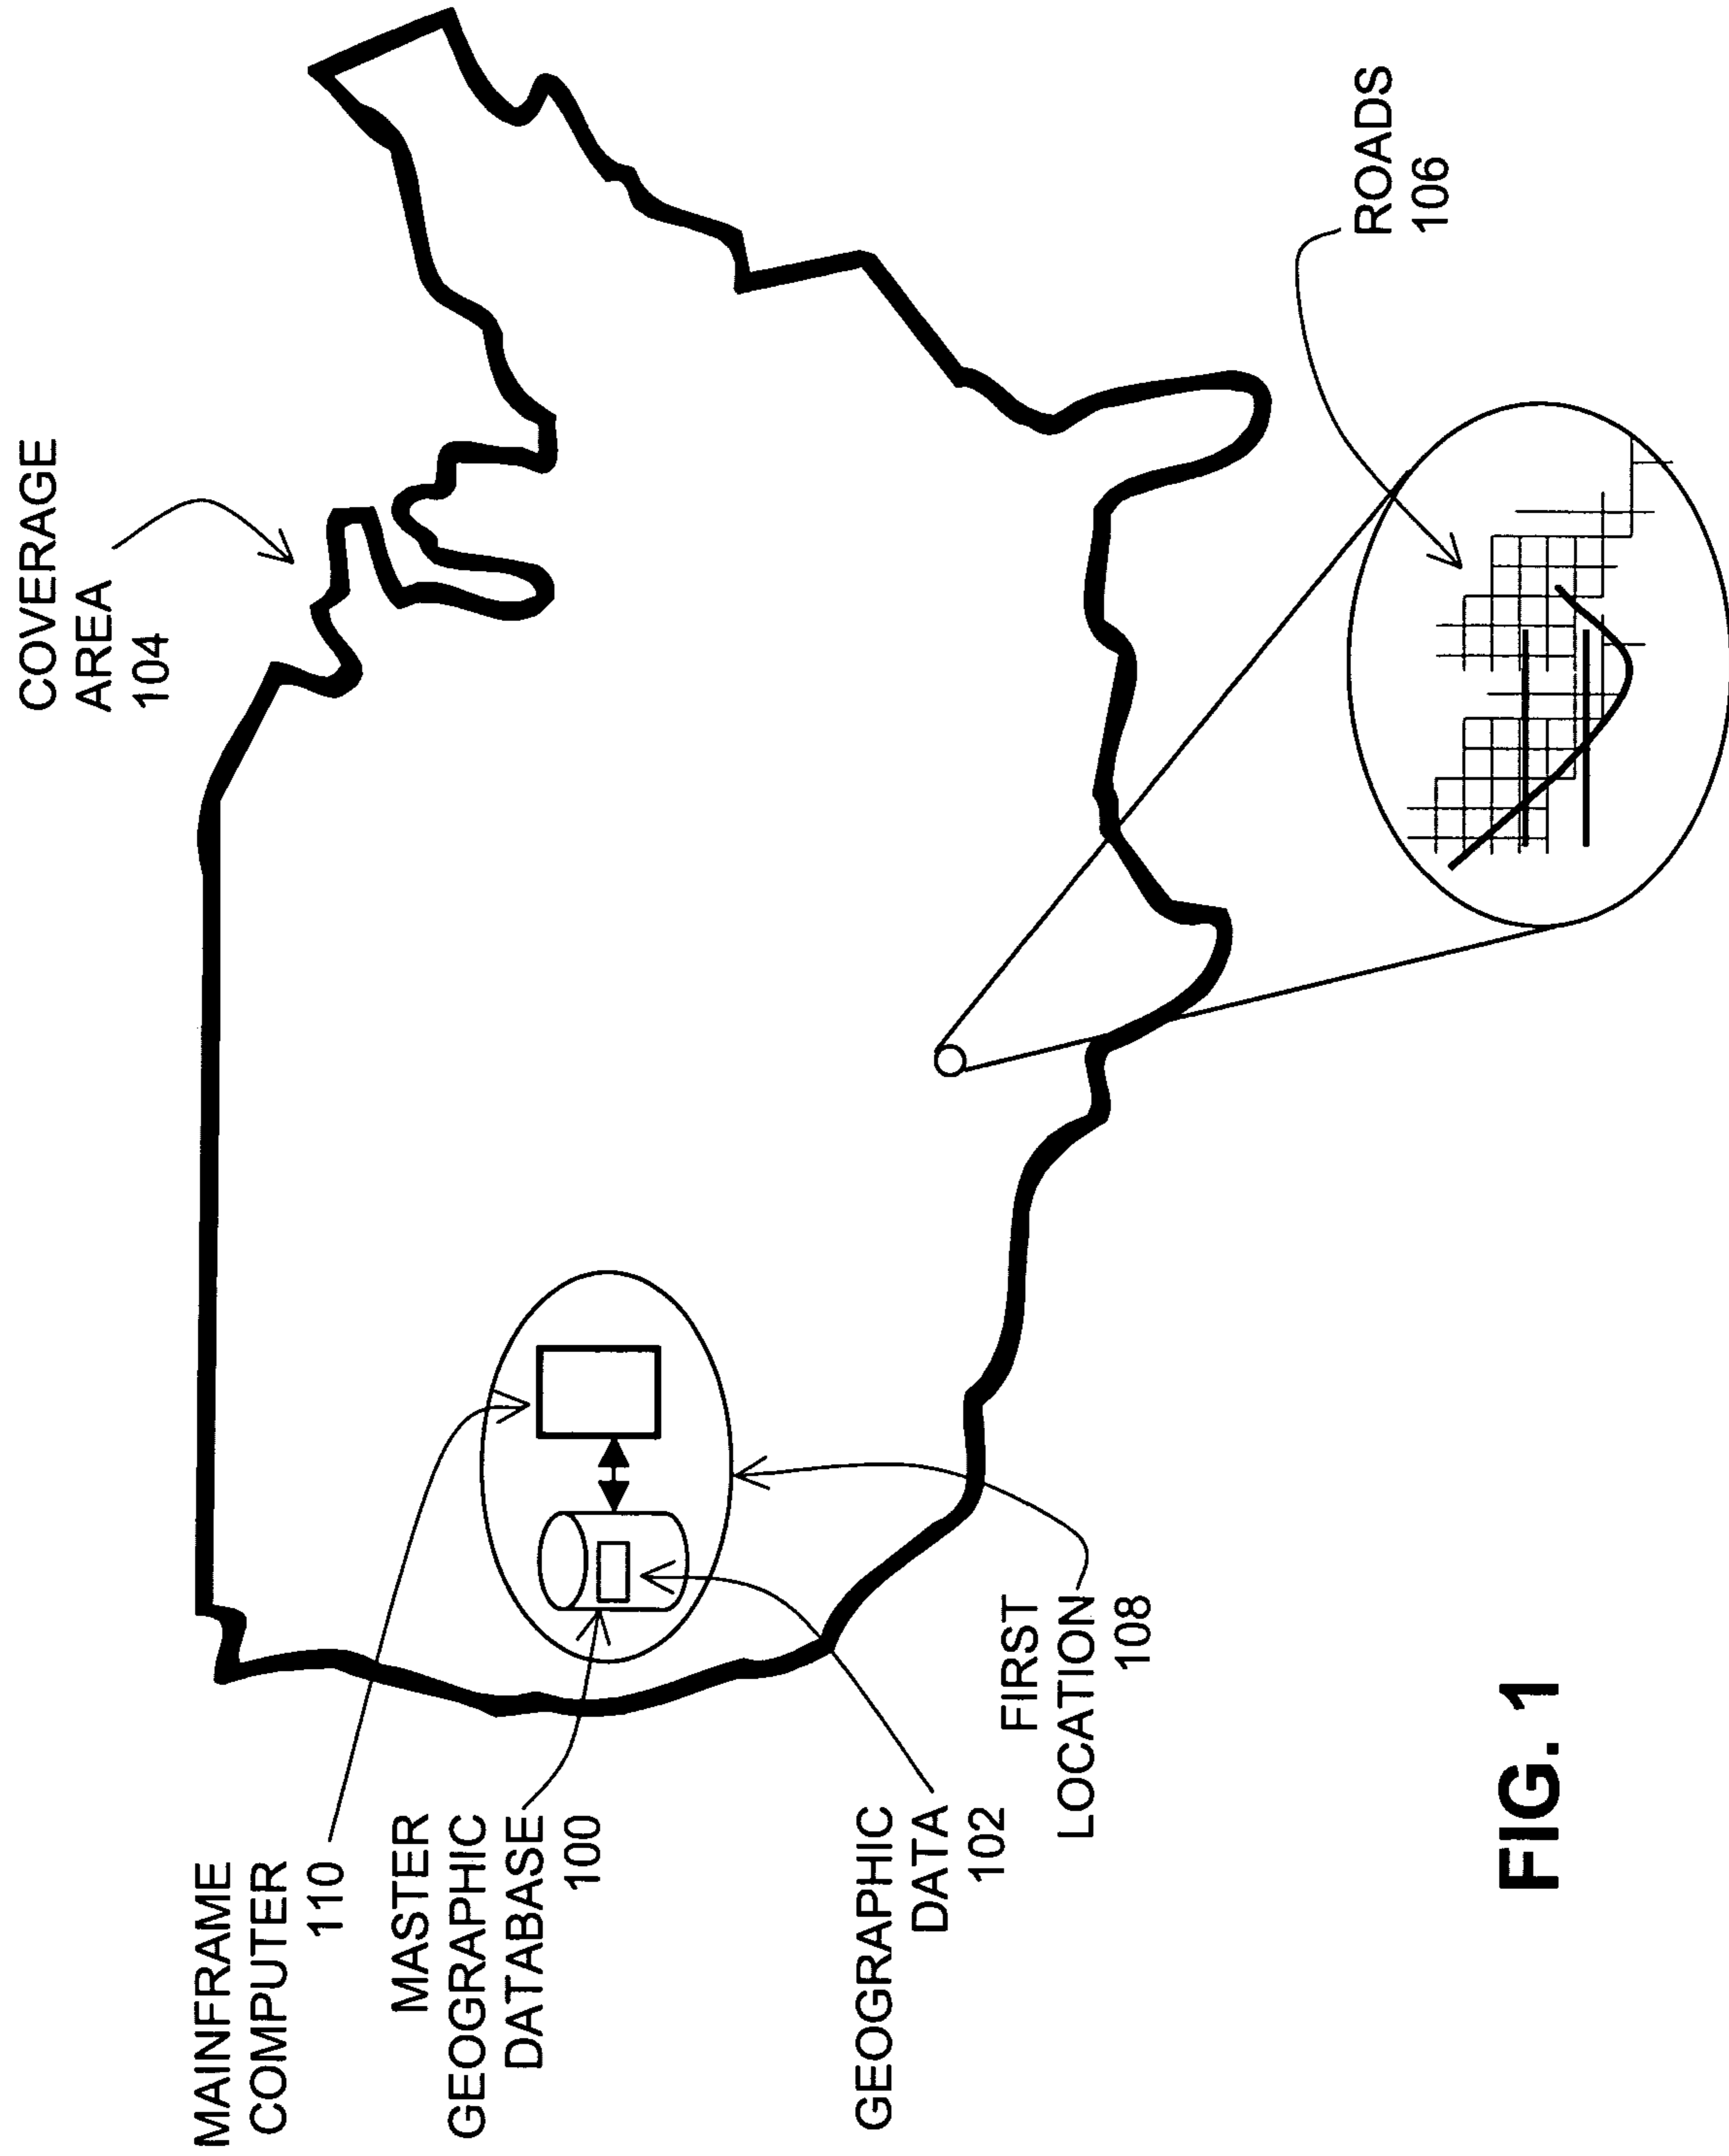 MAINFRAME
COMPUTER
110
MASTER
GEOGRAPHIC
DATABASE
100
GEOGRAPHIC
DATA
102
FIRST
LOCATION
108
COVERAGE
AREA
104
ROADS
106
FIG. 1